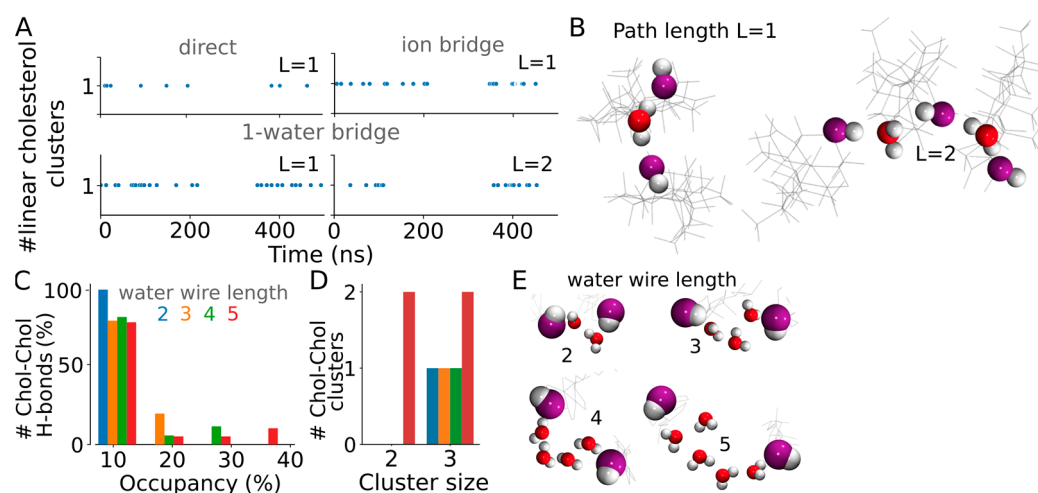 A
direct
ion bridge
L=1
L=1
1
1
1-water bridge
L=1
L=2
1
# linear cholesterol
clusters
0
200
400
0
200
400
Time (ns)
B
Path length L=1
L=2
C
water wire length
2 3 4 5
100
50
0
# Chol-Chol
H-bonds (%)
10
20
30
40
Occupancy (%)
D
2
1
0
# Chol-Chol
clusters
2
3
Cluster size
E
water wire length
2
3
4
5